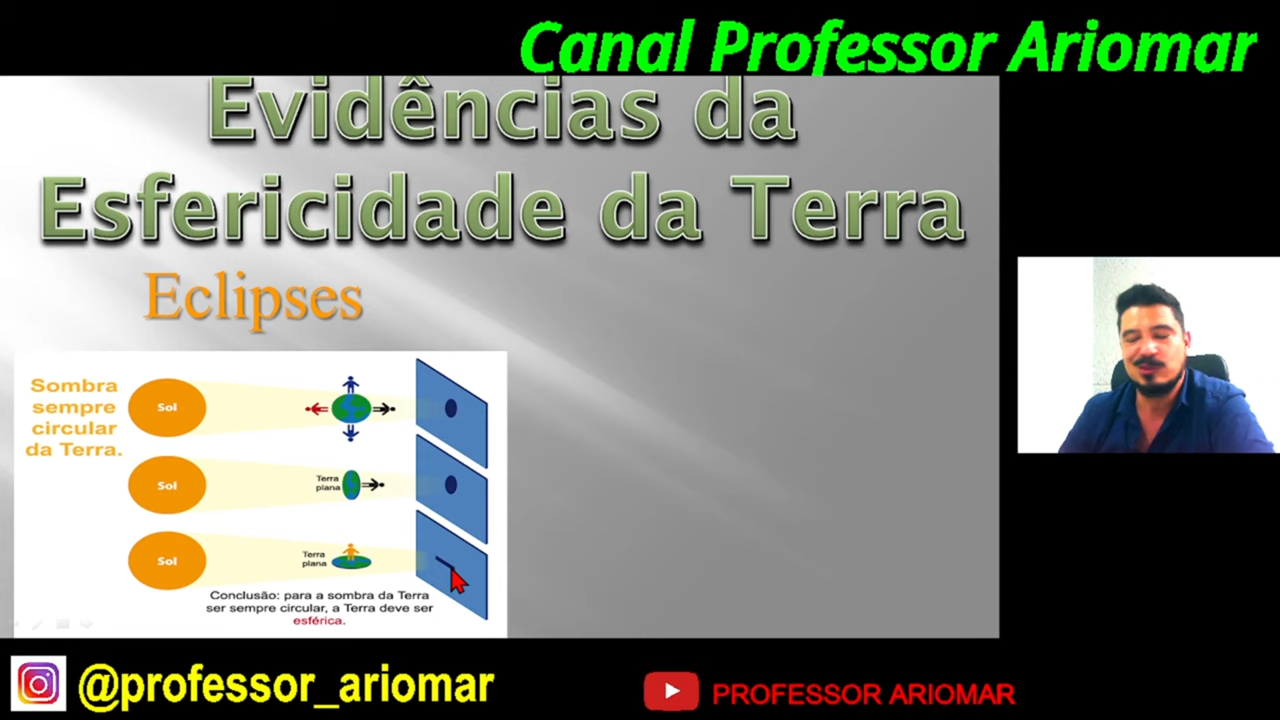 Canal Professor Ariomar
Evidências da
Esfericidade da Terra
Eclipses
Sombra
sempre
circular
da Terra.
Sol
Sol
Terra
plana
Sol
Terra
plana
Conclusão: para a sombra da Terra
ser sempre circular, a Terra deve ser
esférica.
@professor_ariomar
PROFESSOR ARIOMAR